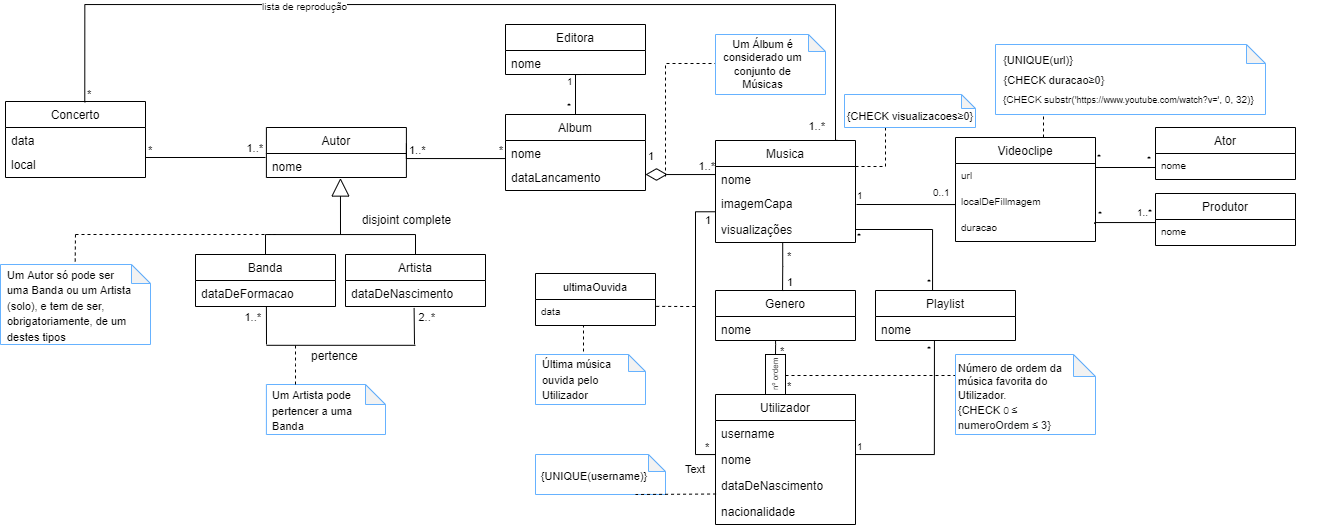 lista de reprodução
Editora
nome
1
*
Um Álbum é
considerado um
conjunto de
Músicas
{UNIQUE(url)}
{CHECK duracao≥0}
{CHECK substr('https://www.youtube.com/watch?v=', 0, 32)}
*
Concerto
data
local
*
1..*
Autor
nome
1..*
*
Album
nome
dataLancamento
1
1..*
{CHECK visualizacoes≥0}
1..*
Musica
nome
imagemCapa
visualizações
1
0..1
Videoclipe
url
localDeFillmagem
duracao
*
*
Ator
nome
*
1..*
Produtor
nome
disjoint complete
Um Autor só pode ser
uma Banda ou um Artista
(solo), e tem de ser,
obrigatoriamente, de um
destes tipos
Banda
dataDeFormacao
Artista
dataDeNascimento
1..*
2..*
pertence
Um Artista pode
pertencer a uma
Banda
1
*
*
1
*
*
ultimaOuvida
data
Última música
ouvida pelo
Utilizador
Genero
nome
Playlist
nome
*
nº ordem
*
*
Número de ordem da
música favorita do
Utilizador.
{CHECK 0 ≤
numeroOrdem ≤ 3}
Utilizador
username
nome
dataDeNascimento
nacionalidade
*
1
Text
{UNIQUE(username)}